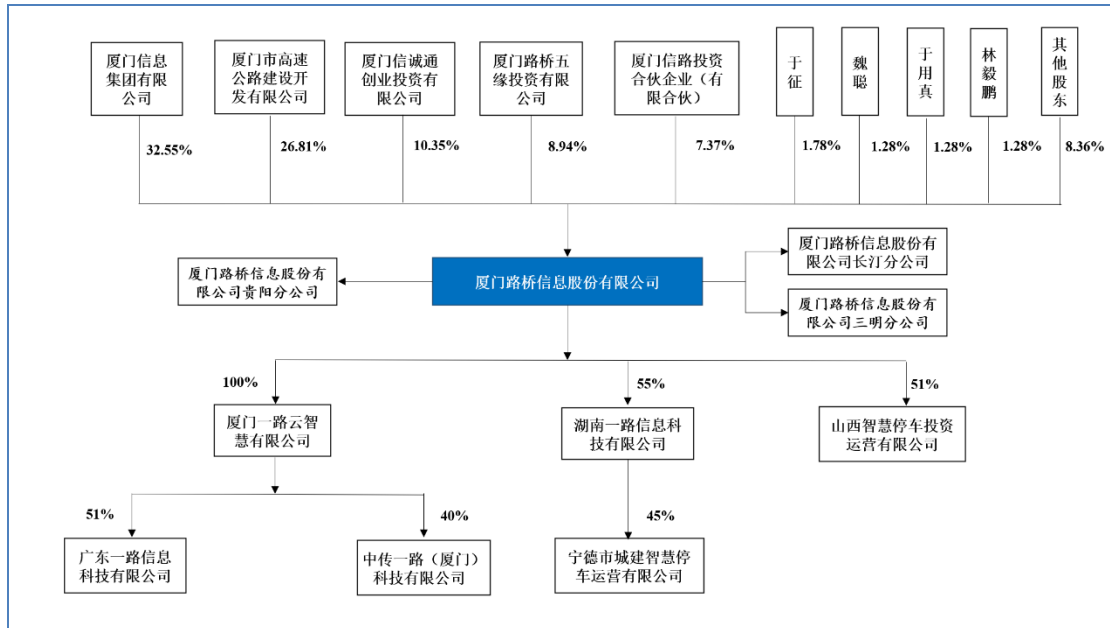 厦门信息
集团有限公
司
厦门市高速
公路建设开
发有限公司
厦门信诚通
创业投资有
限公司
厦门路桥五
缘投资有限
公司
厦门信路投资
合伙企业（有
限合伙）
于征
魏聪
于用真
林毅鹏
其他股东
32.55%
26.81%
10.35%
8.94%
7.37%
1.78%
1.28%
1.28%
1.28%
8.36%
厦门路桥信息股份有
限公司贵阳分公司
厦门路桥信息股份有限公司
厦门路桥信息股份有
限公司长汀分公司
厦门路桥信息股份有
限公司三明分公司
100%
55%
51%
厦门一路云智
慧有限公司
湖南一路信息科
技有限公司
山西智慧停车投资
运营有限公司
51%
40%
45%
广东一路信息
科技有限公司
中传一路（厦门）
科技有限公司
宁德市城建智慧停
车运营有限公司